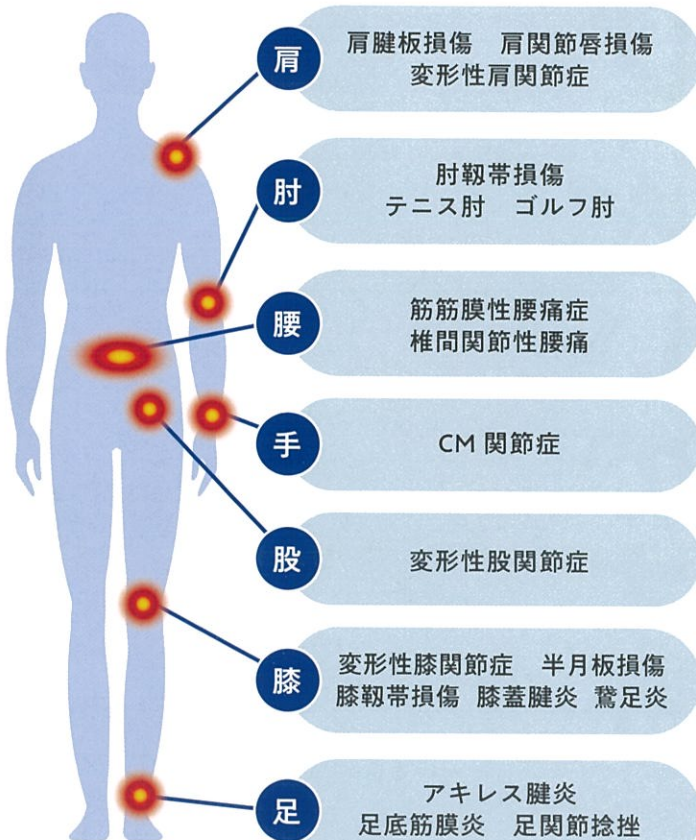 肩
肩腱板損傷 肩関節唇損傷
変形性肩関節症
肘
肘靱帯損傷
テニス肘 ゴルフ肘
腰
筋筋膜性腰痛症
椎間関節性腰痛
手
CM 関節症
股
変形性股関節症
膝
変形性膝関節症 半月板損傷
膝靱帯損傷 膝蓋腱炎 鵞足炎
足
アキレス腱炎
足底筋膜炎 足関節捻挫